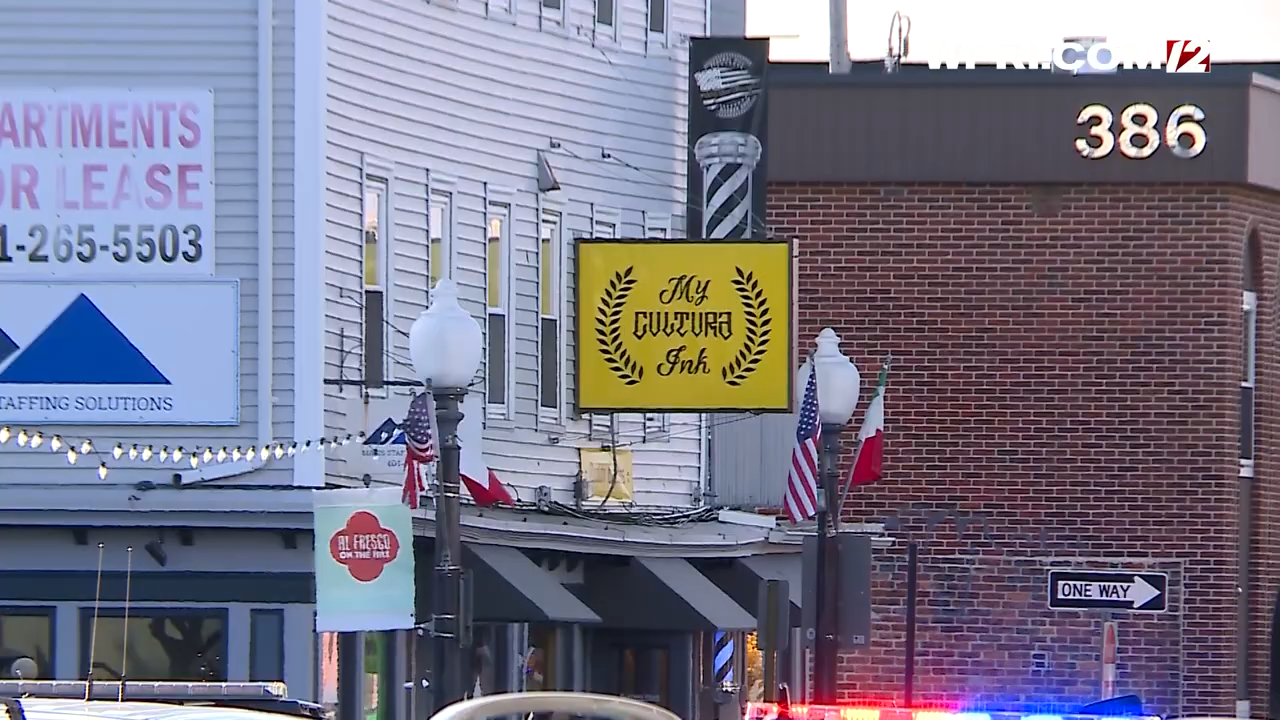 ARTMENTS
OR LEASE
1-265-5503
TAFFING SOLUTIONS
My
CULTURA
Ink
AL FRESCO
ON THE HILL
386
ONE WAY
WPRI.COM 12